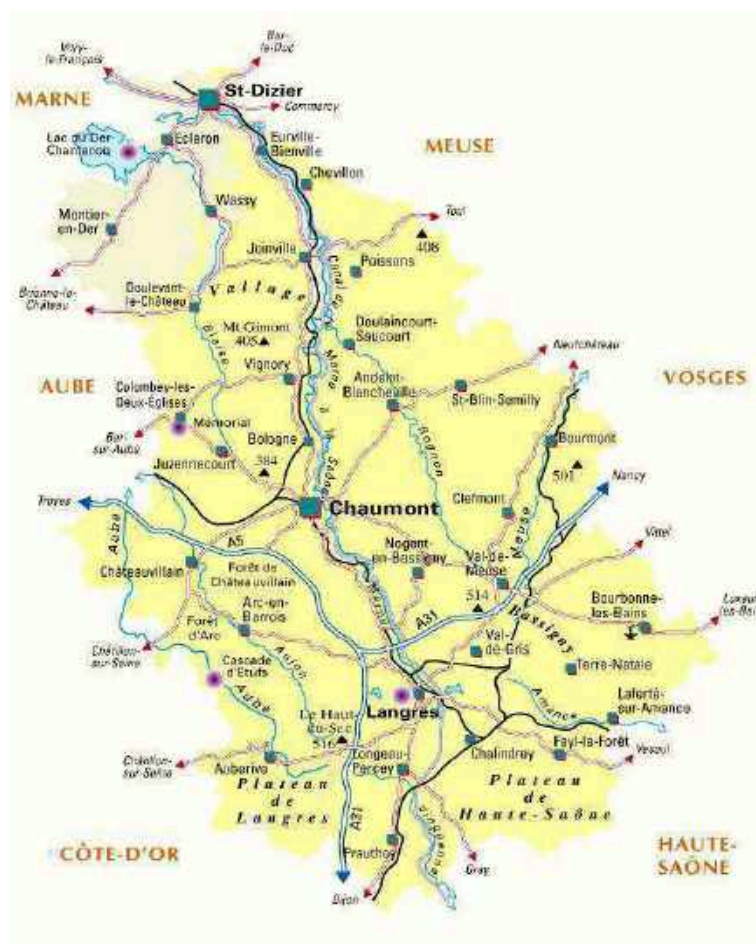 Bar-
le-Duc
Vitry-
le-François
St-Dizier
MARNE
Commercy
Lac du Der-
Chantecoq
Eclaron
Eurville-
Bienville
MEUSE
Chevillon
Wassy
Montier-
en-Der
Toul
408
Joinville
Poissons
Brienne-le-
Château
Doulevant-
le-Château
Vallage
Canal de la Marne à la Saône
Blaise
Mt Gimont
405
Doulaincourt-
Saucourt
Neufchâteau
Vignory
AUBE
VOSGES
Colombey-les-
Deux-Eglises
Andelot-
Blancheville
St-Blin-Semilly
Mémorial
Bar-
sur-Aube
Bologne
Rognon
Bourmont
Juzennecourt
384
501
Nancy
Troyes
Chaumont
Clefmont
Aube
A5
Meuse
Vittel
Nogent-
en-Bassigny
Val-de-
Meuse
Châteauvillain
Forêt de
Châteauvillain
514
Bourbonne-
les-Bains
Arc-en-
Barrois
Marne
A31
Bassigny
Forêt
d'Arc
Val-
de-Gris
Châtillon-
sur-Seine
Aujon
Terre-Natale
Cascade
d'Etufs
Aube
Amance
Laferté-
sur-Amance
Langres
Le Haut-
du-Sec
516
Chalindrey
Fayl-la-Forêt
Vesoul
Châtillon-
sur-Seine
Auberive
Longeau-
Percey
Plateau
de
Langres
Plateau
de
Haute-Saône
A31
CÔTE-D'OR
Prauthoy
Gray
HAUTE-
SAÔNE
Dijon